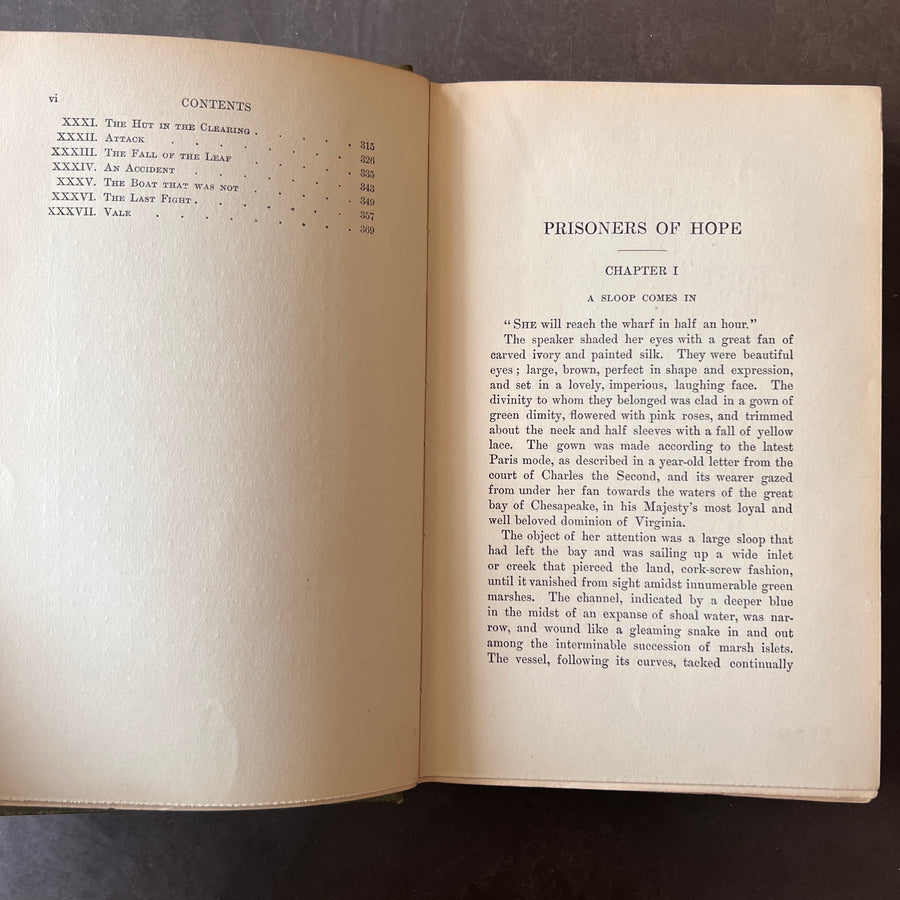 vi
CONTENTS
XXXI. The Hut in the Clearing . . . . . . 315
XXXII. Attack . . . . . . . . 326
XXXIII. The Fall of the Leaf . . . . . 335
XXXIV. An Accident . . . . . . 343
XXXV. The Boat that was not . . . . . 349
XXXVI. The Last Fight . . . . . . 357
XXXVII. Vale . . . . . . . . 369
PRISONERS OF HOPE
CHAPTER I
A SLOOP COMES IN
“She will reach the wharf in half an hour.”
The speaker shaded her eyes with a great fan of
carved ivory and painted silk. They were beautiful
eyes; large, brown, perfect in shape and expression,
and set in a lovely, imperious, laughing face. The
divinity to whom they belonged was clad in a gown of
green dimity, flowered with pink roses, and trimmed
about the neck and half sleeves with a fall of yellow
lace. The gown was made according to the latest
Paris mode, as described in a year-old letter from the
court of Charles the Second, and its wearer gazed
from under her fan towards the waters of the great
bay of Chesapeake, in his Majesty's most loyal and
well beloved dominion of Virginia.
The object of her attention was a large sloop that
had left the bay and was sailing up a wide inlet
or creek that pierced the land, cork-screw fashion,
until it vanished from sight amidst innumerable green
marshes. The channel, indicated by a deeper blue
in the midst of an expanse of shoal water, was nar-
row, and wound like a gleaming snake in and out
among the interminable succession of marsh islets.
The vessel, following its curves, tacked continually